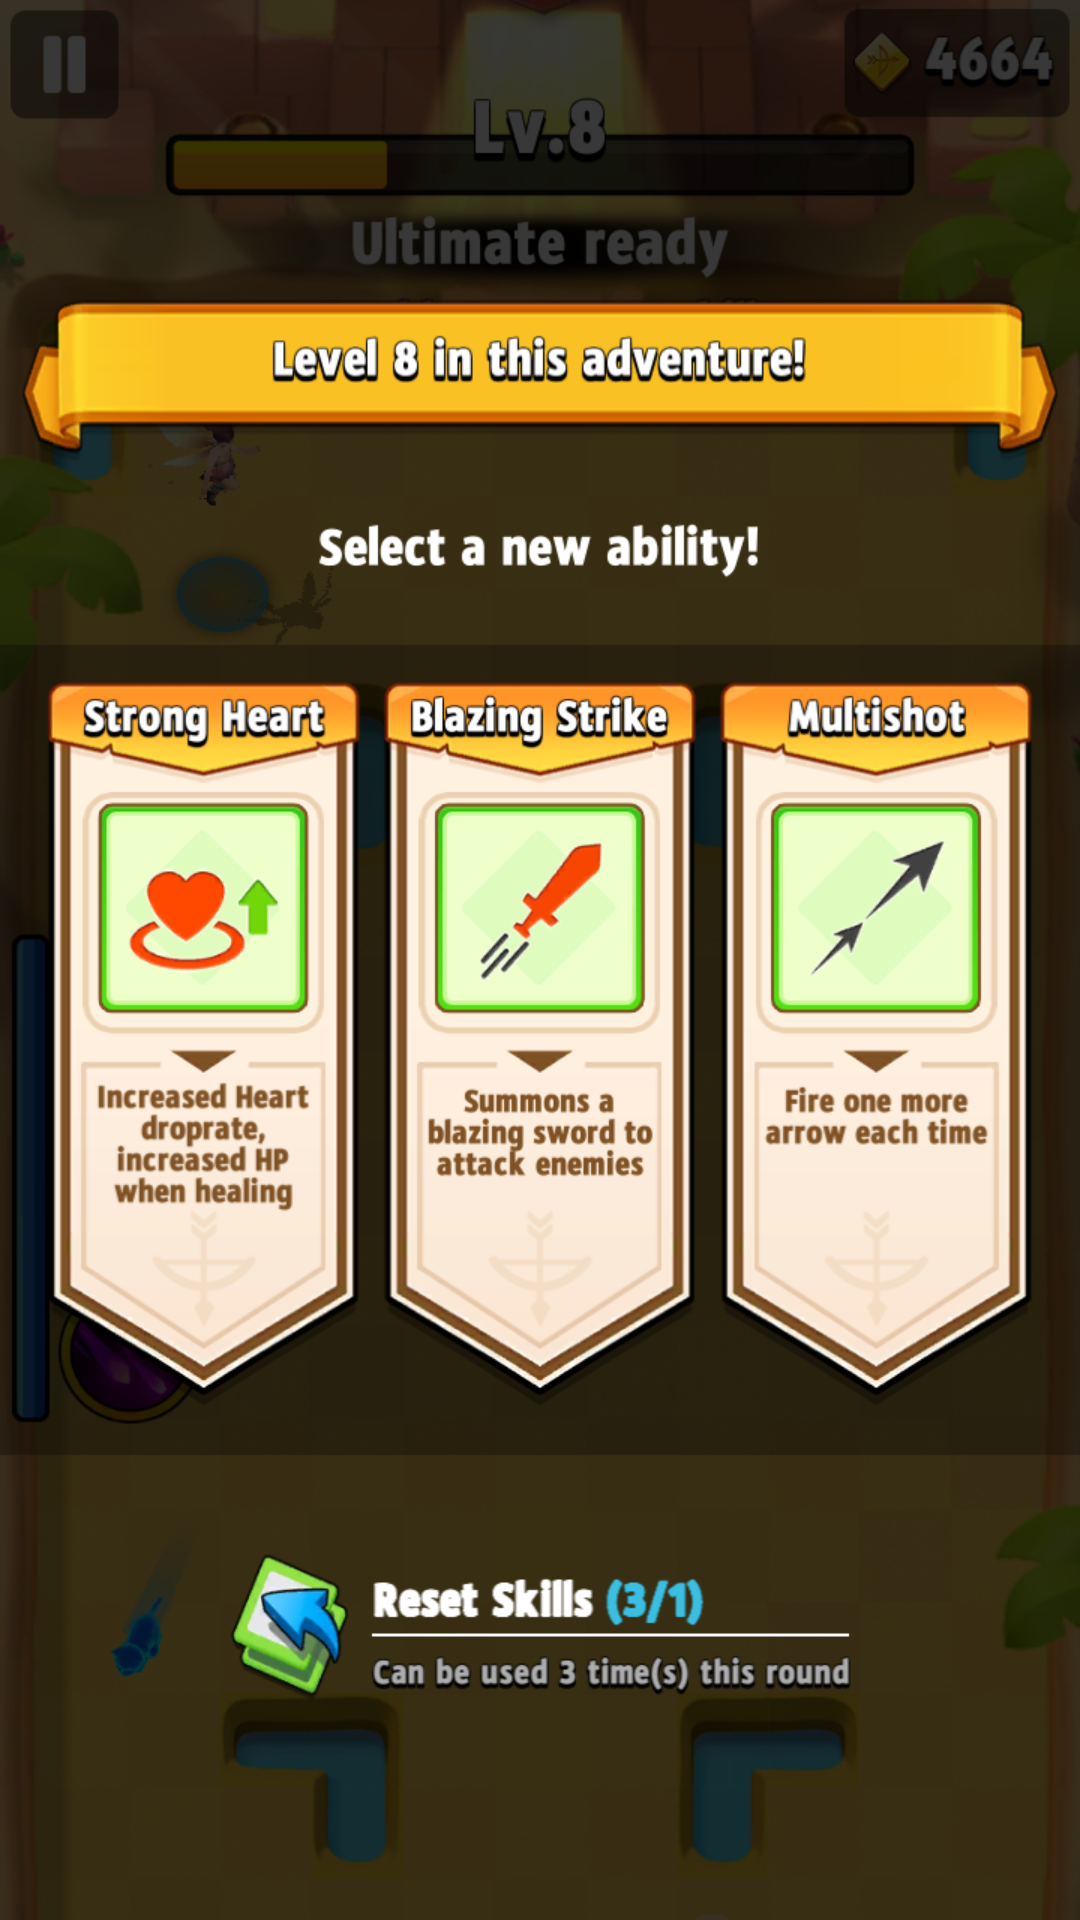 4664
Lv.8
Ultimate ready
Level 8 in this adventure!
Select a new ability!
Strong Heart
Increased Heart
droprate,
increased HP
when healing
Blazing Strike
Summons a
blazing sword to
attack enemies
Multishot
Fire one more
arrow each time
Reset Skills (3/1)
Can be used 3 time(s) this round